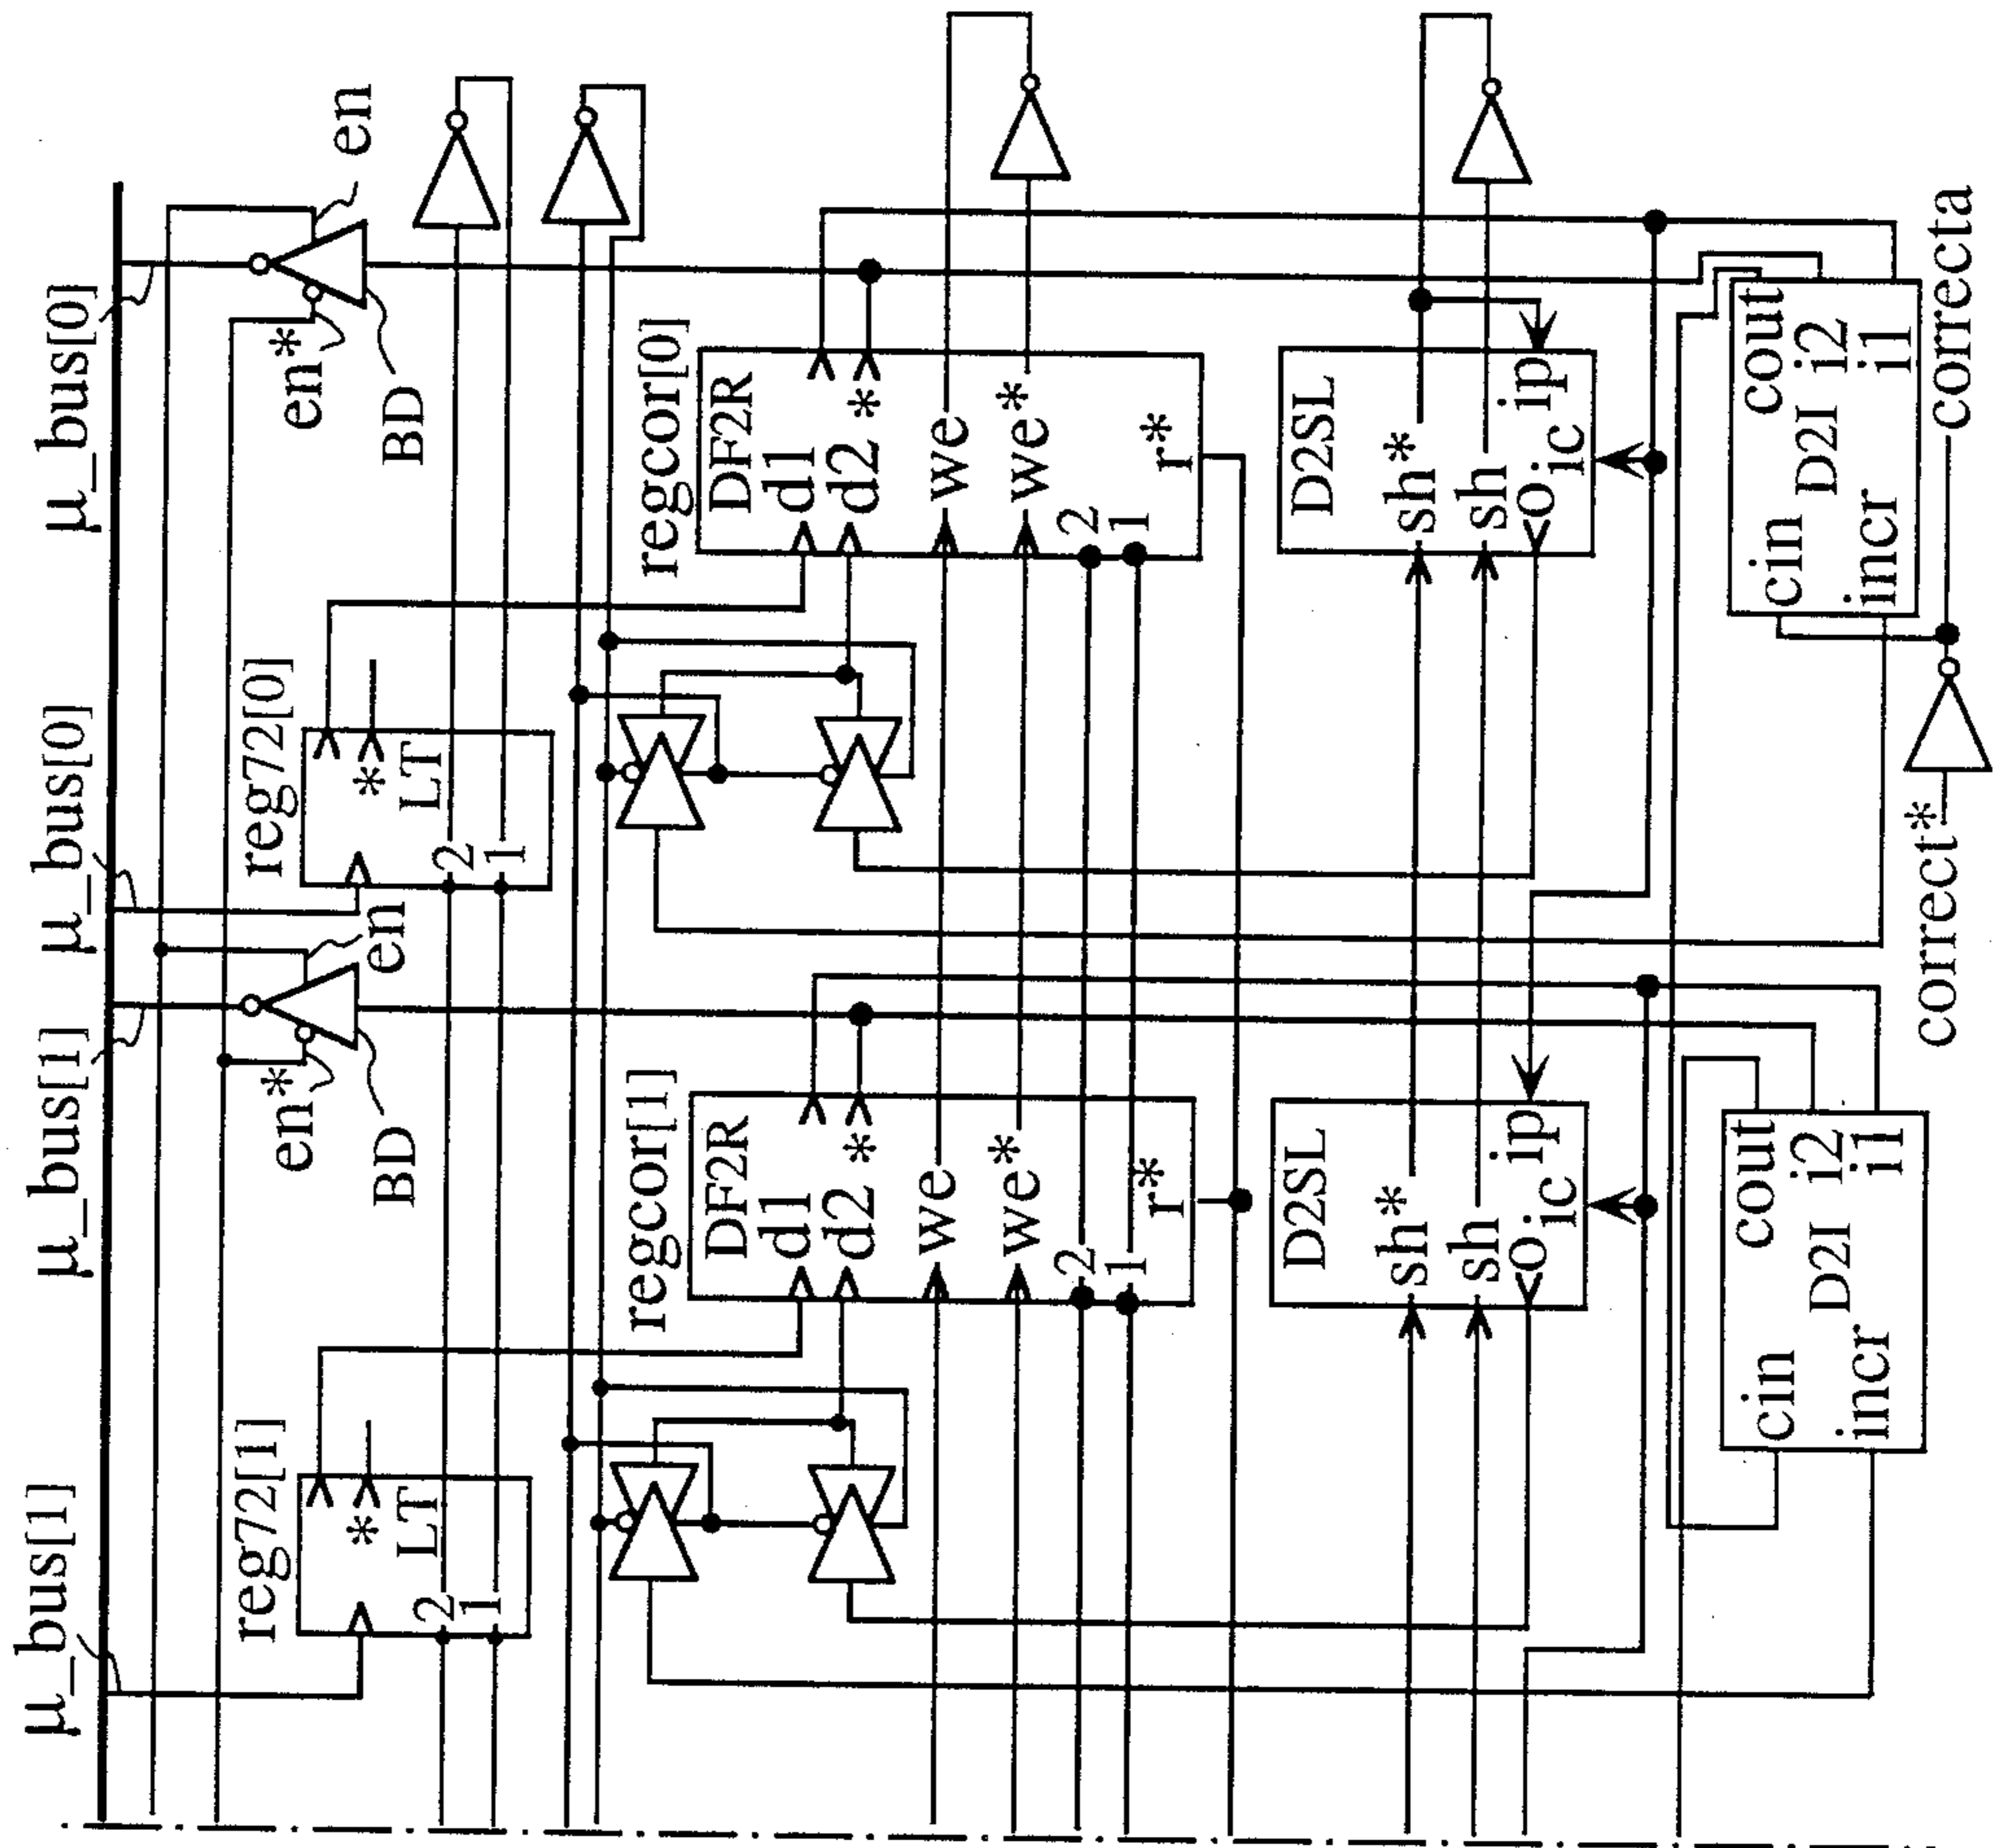 μ_bus[1]
μ_bus[1]
μ_bus[0]
μ_bus[0]
reg72[1]
*
LT
2
1
en*
en
BD
reg72[0]
*
LT
2
1
en*
en
BD
regcor[1]
DF2R
d1
d2 *
we
we*
2
1
r*
regcor[0]
DF2R
d1
d2 *
we
we*
2
1
r*
D2SL
sh*
sh
o
ip
ic
D2SL
sh*
sh
o
ip
ic
cin
cout
D2I
i2
incr
i1
cin
cout
D2I
i2
incr
i1
correct*
correcta